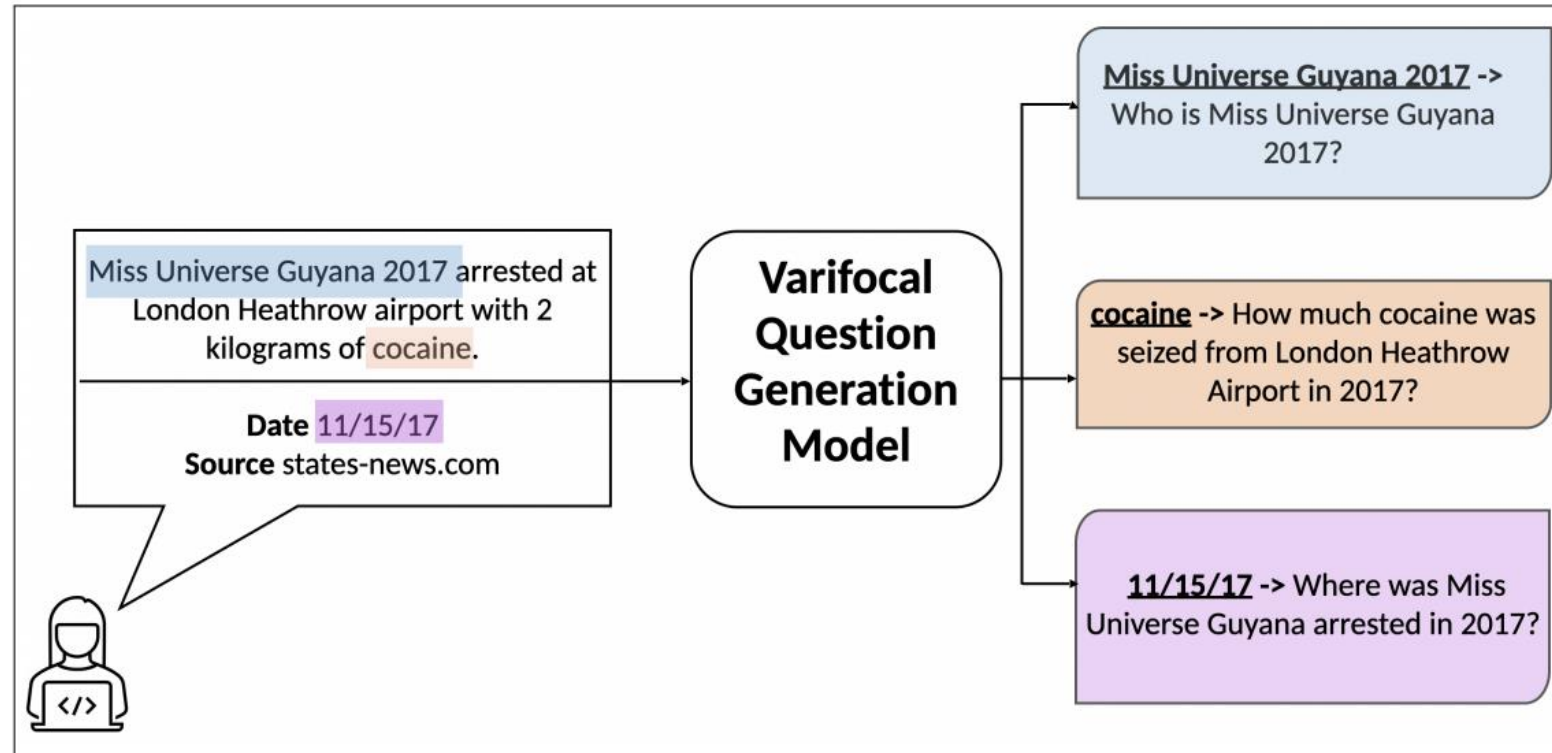 Miss Universe Guyana 2017 arrested at
London Heathrow airport with 2
kilograms of cocaine.
Date 11/15/17
Source states-news.com
</>
Varifocal
Question
Generation
Model
Miss Universe Guyana 2017 ->
Who is Miss Universe Guyana
2017?
cocaine -> How much cocaine was
seized from London Heathrow
Airport in 2017?
11/15/17 -> Where was Miss
Universe Guyana arrested in 2017?